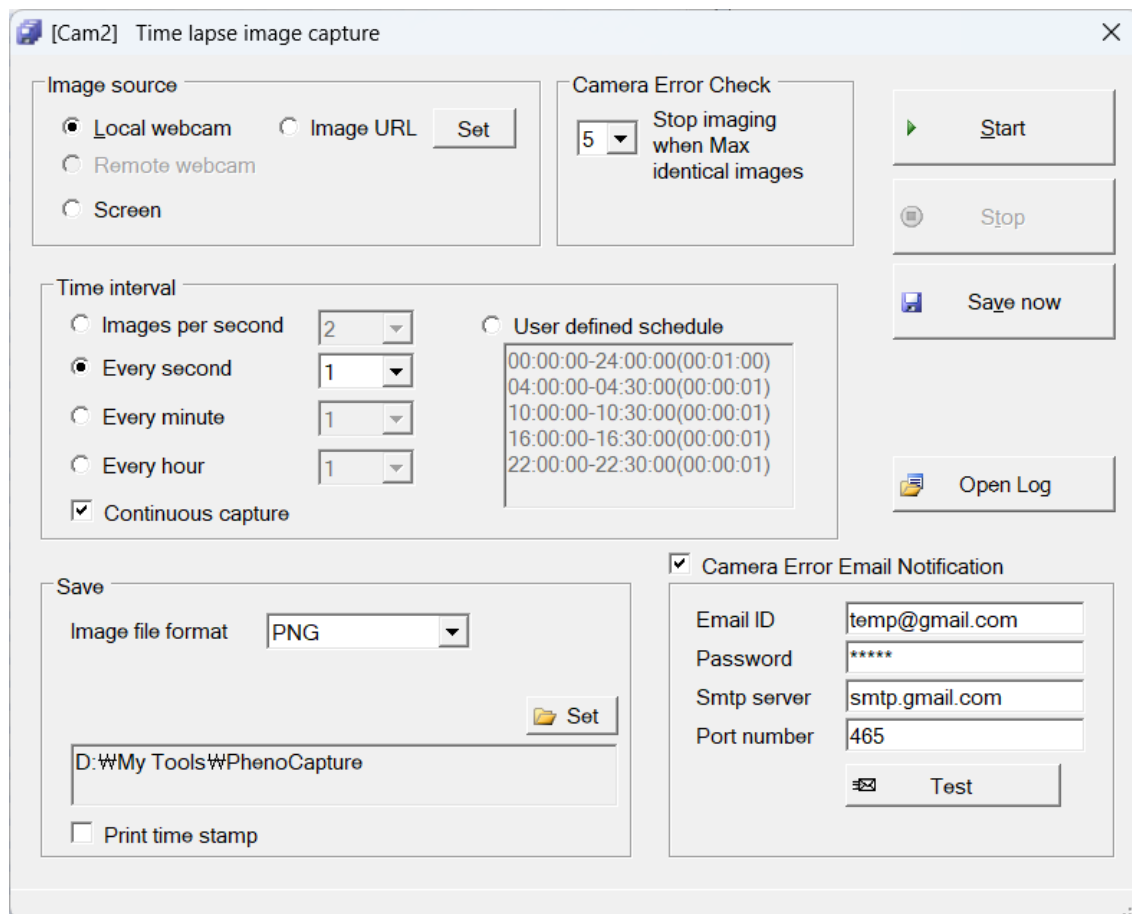 [Cam2] Time lapse image capture
Image source
Local webcam
Image URL
Set
Remote webcam
Screen
Camera Error Check
5
Stop imaging
when Max
identical images
Start
Stop
Save now
Time interval
Images per second 2
Every second 1
Every minute 1
Every hour 1
Continuous capture
User defined schedule
00:00:00-24:00:00(00:01:00)
04:00:00-04:30:00(00:00:01)
10:00:00-10:30:00(00:00:01)
16:00:00-16:30:00(00:00:01)
22:00:00-22:30:00(00:00:01)
Open Log
Save
Image file format PNG
Set
D:₩My Tools₩PhenoCapture
Print time stamp
Camera Error Email Notification
Email ID temp@gmail.com
Password *****
Smtp server smtp.gmail.com
Port number 465
Test